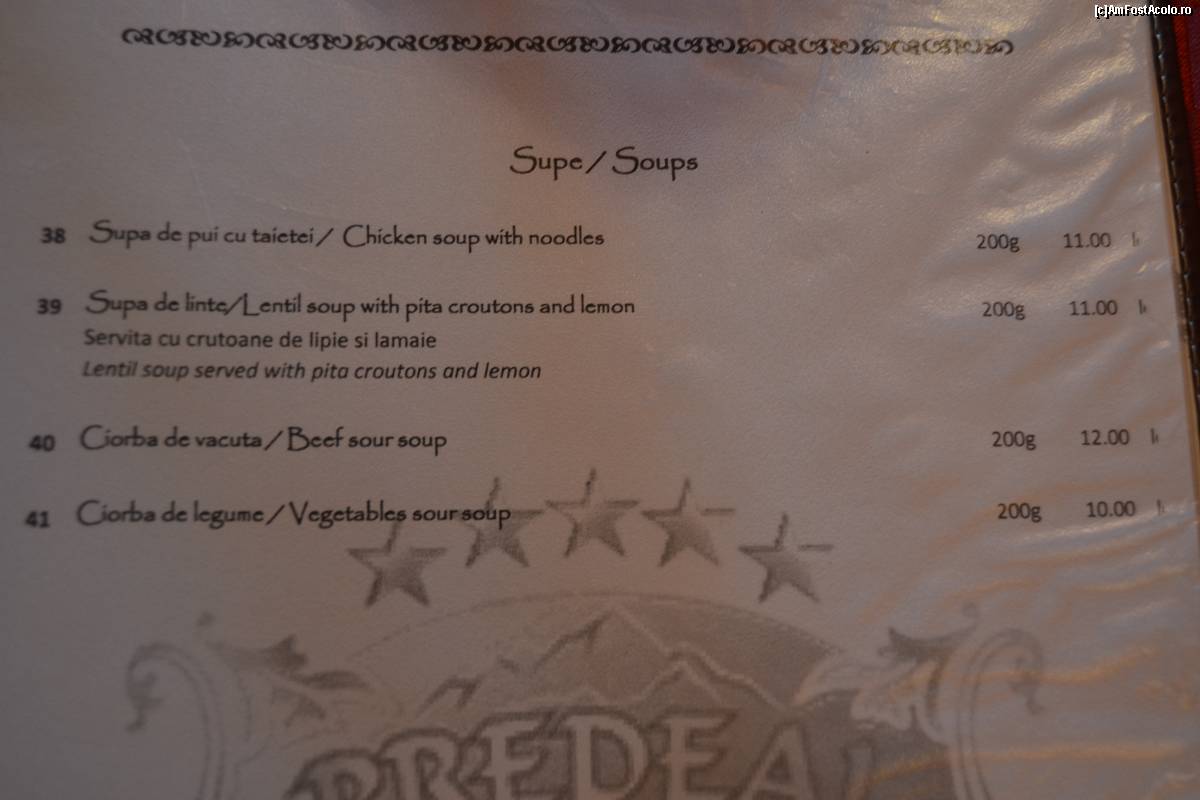 [c]AmFostAcolo.ro
Supe / Soups
38 Supa de pui cu taietei / Chicken soup with noodles 200g 11.00
39 Supa de linte/Lentil soup with pita croutons and lemon 200g 11.00
Servita cu crutoane de lipie si lamaie
Lentil soup served with pita croutons and lemon
40 Ciorba de vacuta / Beef sour soup 200g 12.00
41 Ciorba de legume / Vegetables sour soup 200g 10.00
PREDEAL